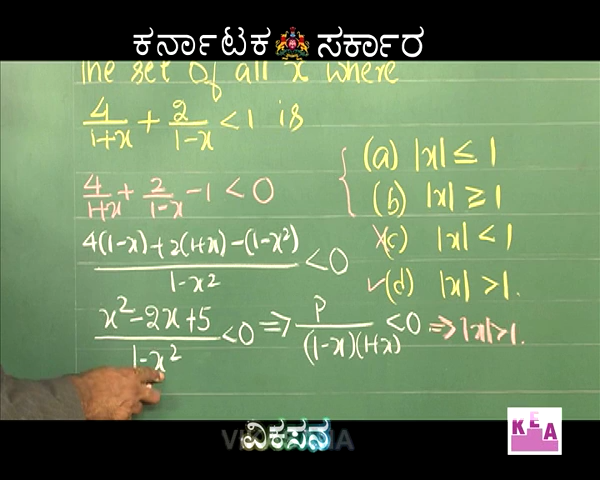 ಕರ್ನಾಟಕ ಸರ್ಕಾರ
The set of all x where
4/(1+x) + 2/(1-x) < 1 is
(a) |x| ≤ 1
(b) |x| ≥ 1
(c) |x| < 1
(d) |x| > 1.
4/(1+x) + 2/(1-x) - 1 < 0
(4(1-x)+2(1+x)-(1-x²))/(1-x²) < 0
(x²-2x+5)/(1-x²) < 0 ⇒ P/((1-x)(1+x)) < 0 ⇒ |x|>1.
ವಿಕಸನ
KEA